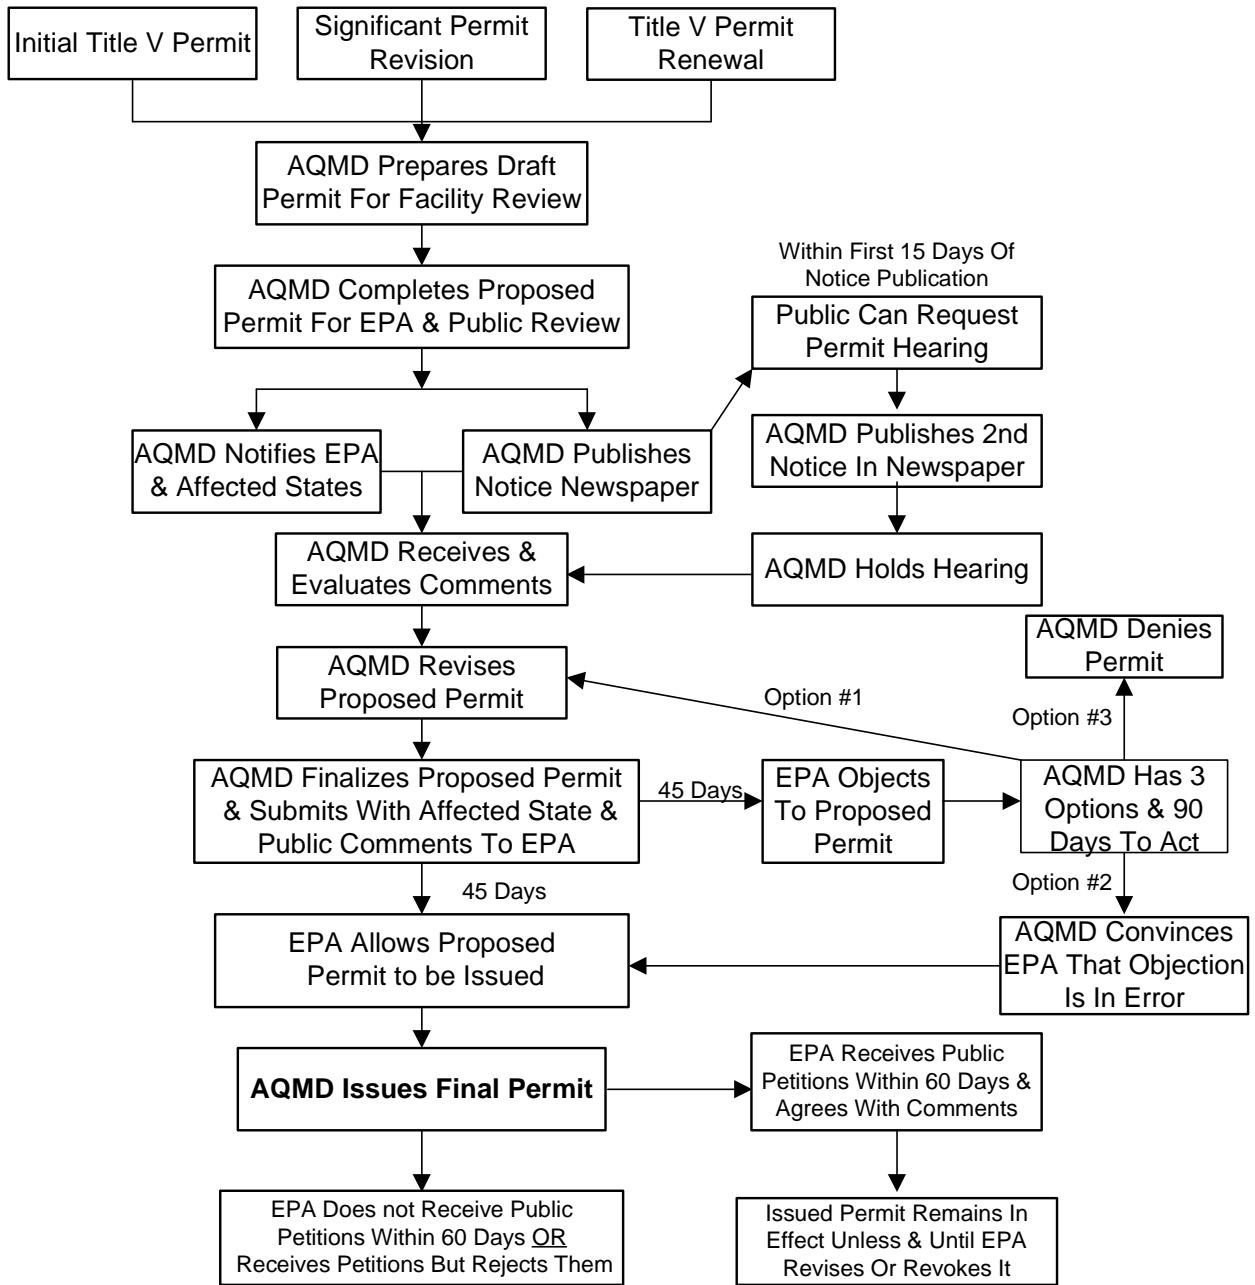 Initial Title V Permit
Significant Permit
Revision
Title V Permit
Renewal
AQMD Prepares Draft
Permit For Facility Review
AQMD Completes Proposed
Permit For EPA & Public Review
Within First 15 Days Of
Notice Publication
Public Can Request
Permit Hearing
AQMD Notifies EPA
& Affected States
AQMD Publishes
Notice Newspaper
AQMD Publishes 2nd
Notice In Newspaper
AQMD Receives &
Evaluates Comments
AQMD Holds Hearing
AQMD Revises
Proposed Permit
Option #1
AQMD Denies
Permit
Option #3
AQMD Finalizes Proposed Permit
& Submits With Affected State &
Public Comments To EPA
45 Days
EPA Objects
To Proposed
Permit
AQMD Has 3
Options & 90
Days To Act
45 Days
Option #2
EPA Allows Proposed
Permit to be Issued
AQMD Convinces
EPA That Objection
Is In Error
AQMD Issues Final Permit
EPA Receives Public
Petitions Within 60 Days &
Agrees With Comments
EPA Does not Receive Public
Petitions Within 60 Days OR
Receives Petitions But Rejects Them
Issued Permit Remains In
Effect Unless & Until EPA
Revises Or Revokes It